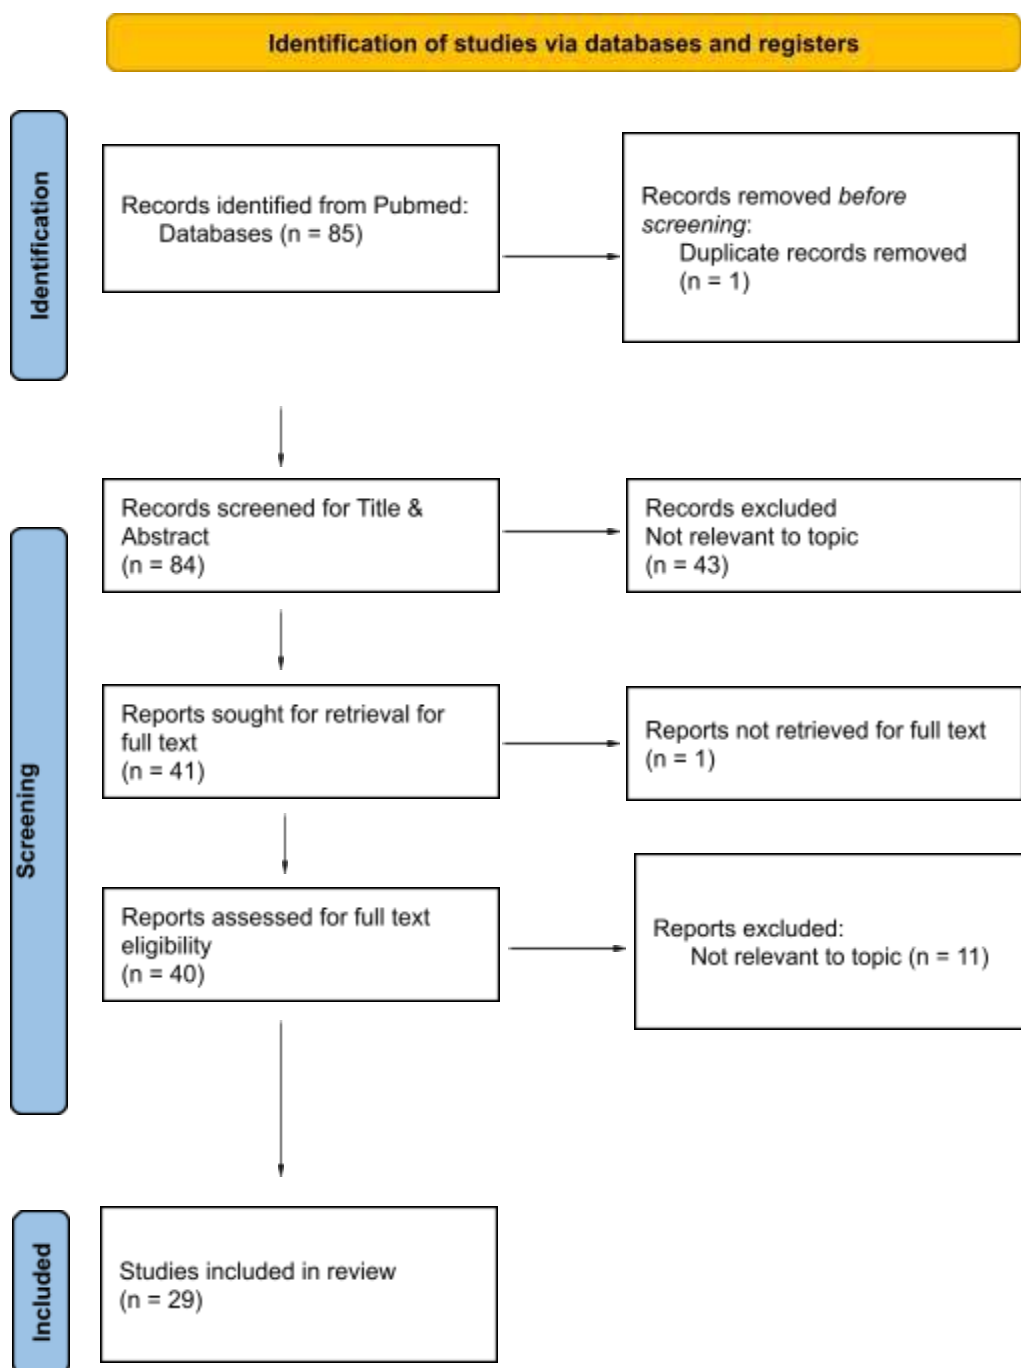 Identification of studies via databases and registers
Identification
Records identified from Pubmed:
Databases (n = 85)
Records removed before
screening:
Duplicate records removed
(n = 1)
Screening
Records screened for Title &
Abstract
(n = 84)
Records excluded
Not relevant to topic
(n = 43)
Reports sought for retrieval for
full text
(n = 41)
Reports not retrieved for full text
(n = 1)
Reports assessed for full text
eligibility
(n = 40)
Reports excluded:
Not relevant to topic (n = 11)
Included
Studies included in review
(n = 29)